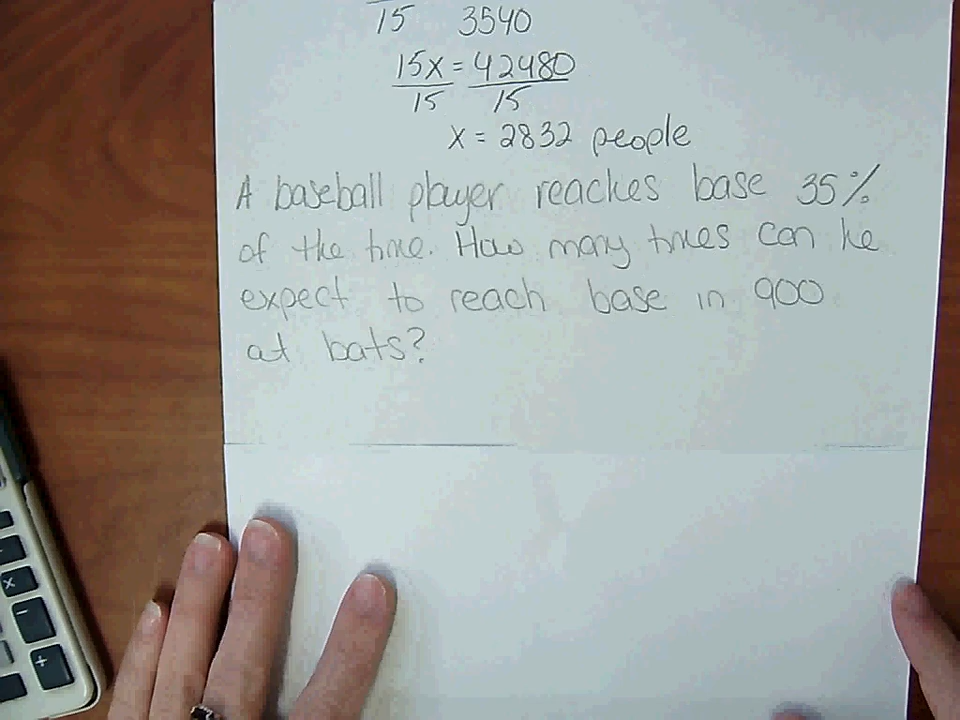 15 3540
15x = 42480
15 15
x = 2832 people
A baseball player reaches base 35%
of the time. How many times can he
expect to reach base in 900
at bats?
×
-
+